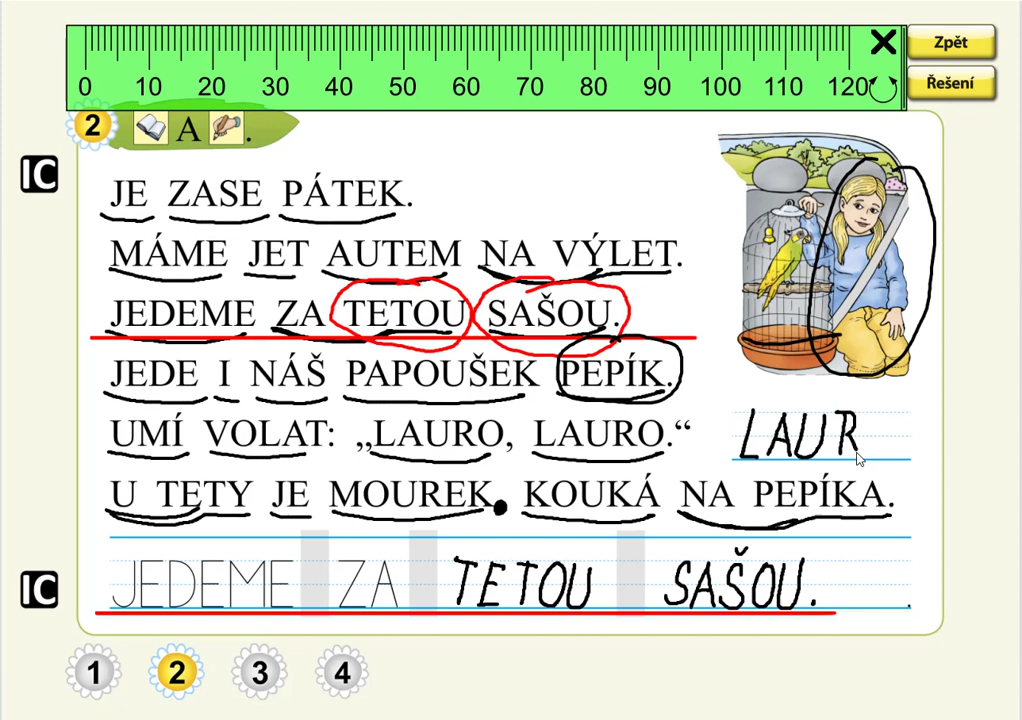 0 10 20 30 40 50 60 70 80 90 100 110 120
Zpět
Řešení
2 A .
IC
JE ZASE PÁTEK.
MÁME JET AUTEM NA VÝLET.
JEDEME ZA TETOU SAŠOU.
JEDE I NÁŠ PAPOUŠEK PEPÍK.
UMÍ VOLAT: „LAURO, LAURO.“
LAUR
U TETY JE MOUREK. KOUKÁ NA PEPÍKA.
IC
JEDEME ZA TETOU SAŠOU. .
1 2 3 4